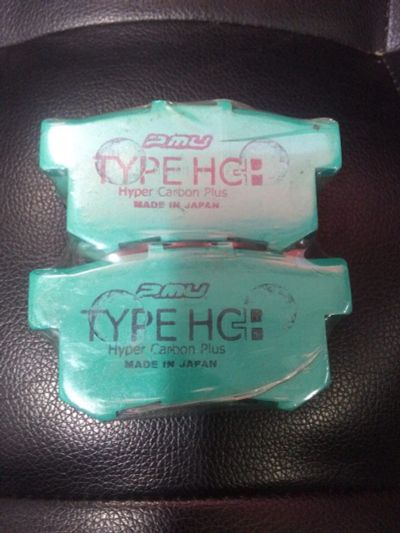 PMU
TYPE HC+
Hyper Carbon Plus
MADE IN JAPAN
PMU
TYPE HC+
Hyper Carbon Plus
MADE IN JAPAN